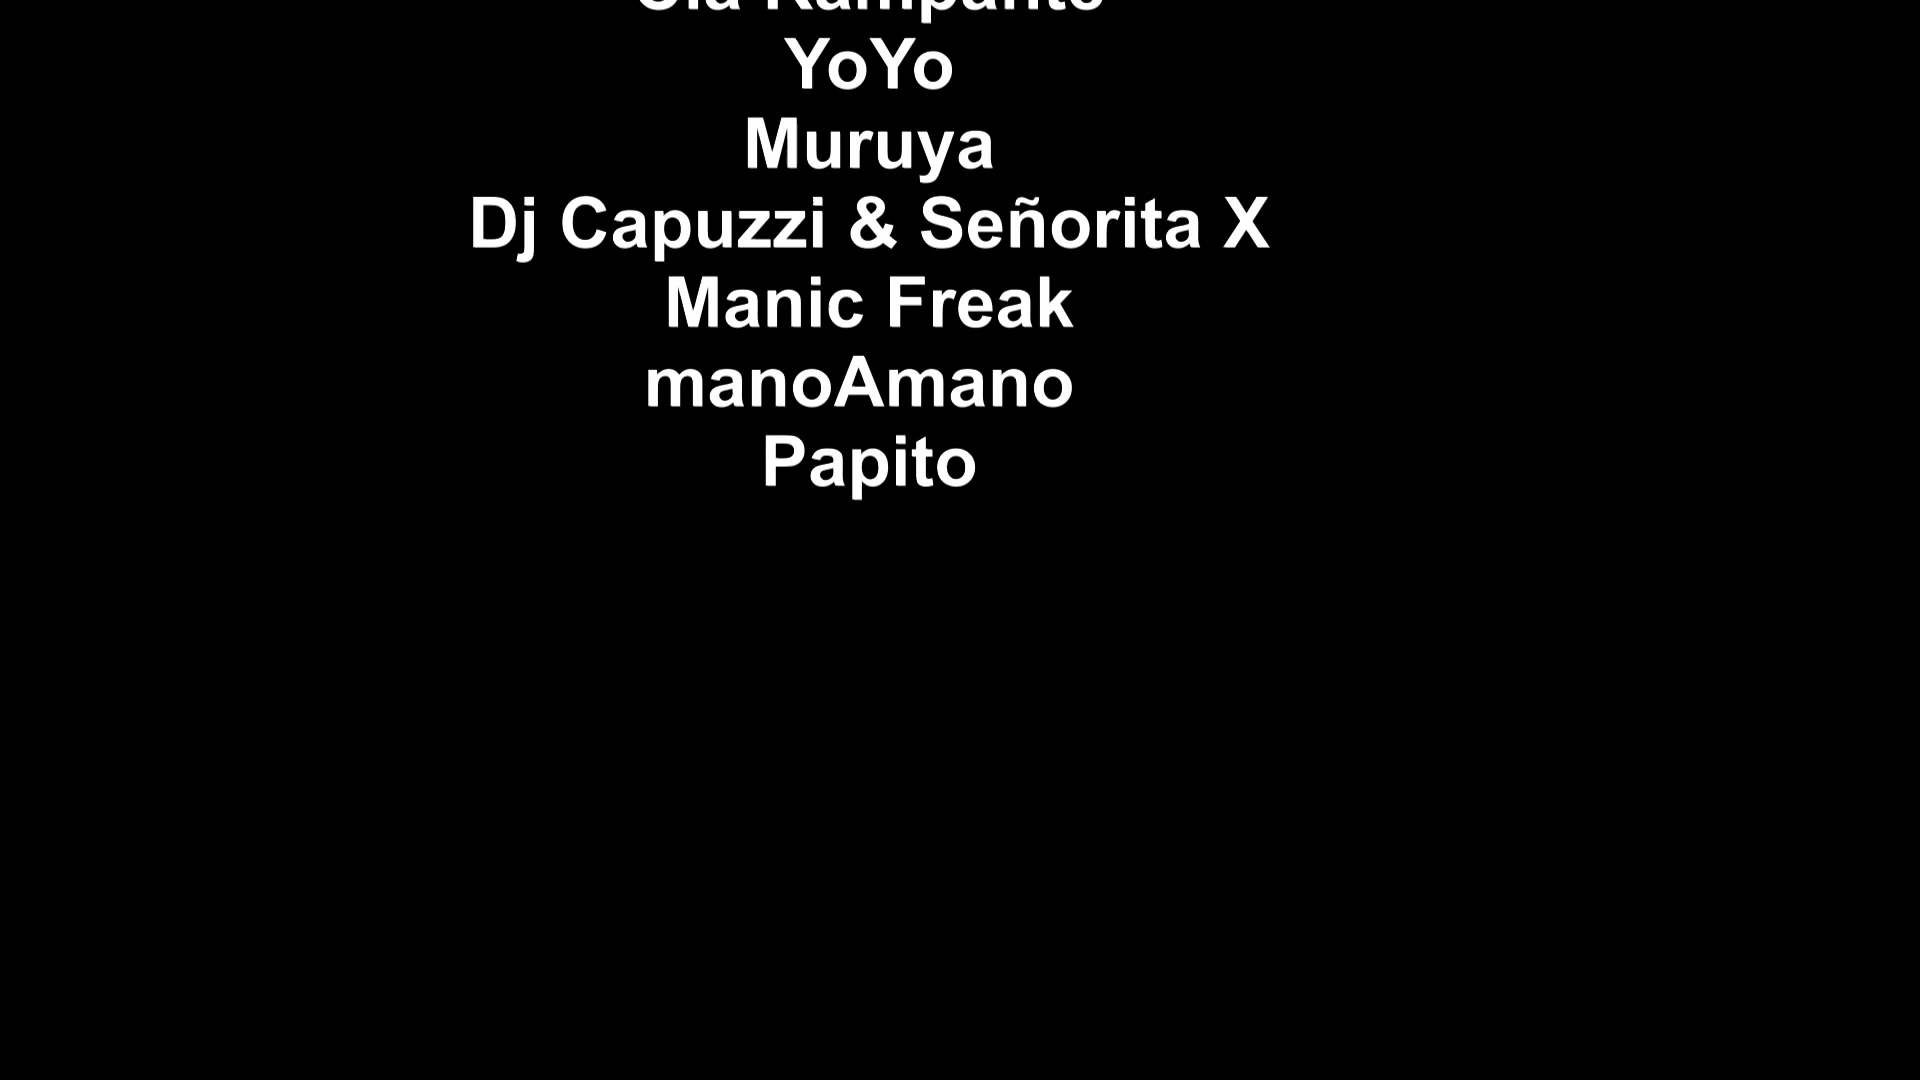 YoYo
Muruya
Dj Capuzzi & Señorita X
Manic Freak
manoAmano
Papito